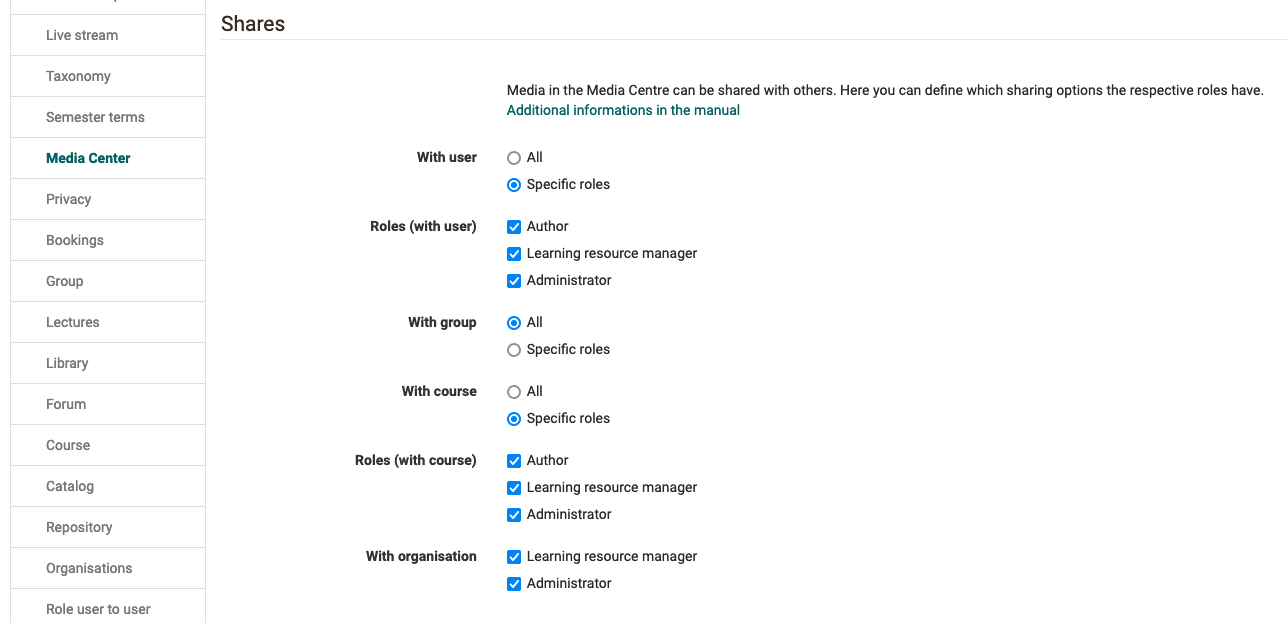 Live stream
Taxonomy
Semester terms
Media Center
Privacy
Bookings
Group
Lectures
Library
Forum
Course
Catalog
Repository
Organisations
Role user to user
Shares
Media in the Media Centre can be shared with others. Here you can define which sharing options the respective roles have.
Additional informations in the manual
With user
All
Specific roles
Roles (with user)
Author
Learning resource manager
Administrator
With group
All
Specific roles
With course
All
Specific roles
Roles (with course)
Author
Learning resource manager
Administrator
With organisation
Learning resource manager
Administrator